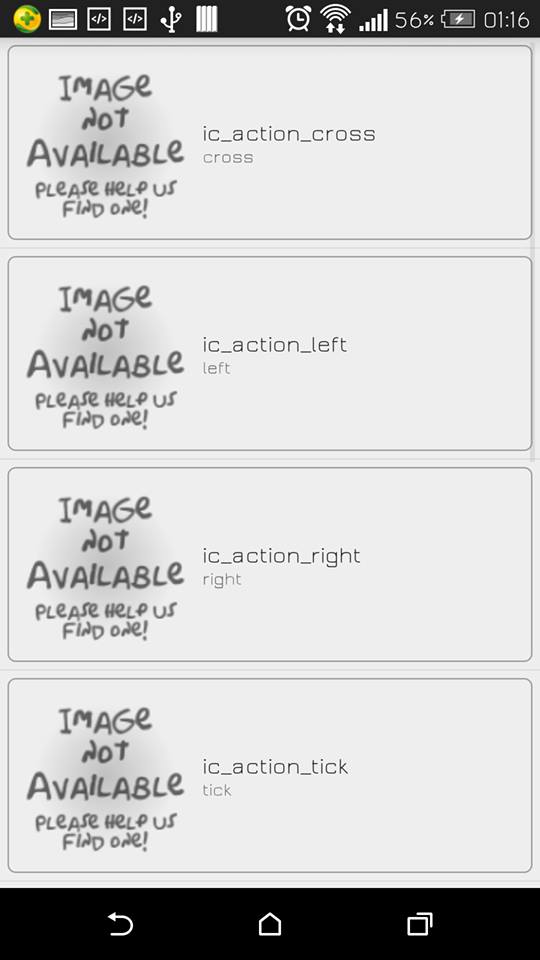 56% 01:16
IMAGE
NOT
AVAILABLE
PLEASE HELP US
FIND ONE!
ic_action_cross
cross
IMAGE
NOT
AVAILABLE
PLEASE HELP US
FIND ONE!
ic_action_left
left
IMAGE
NOT
AVAILABLE
PLEASE HELP US
FIND ONE!
ic_action_right
right
IMAGE
NOT
AVAILABLE
PLEASE HELP US
FIND ONE!
ic_action_tick
tick